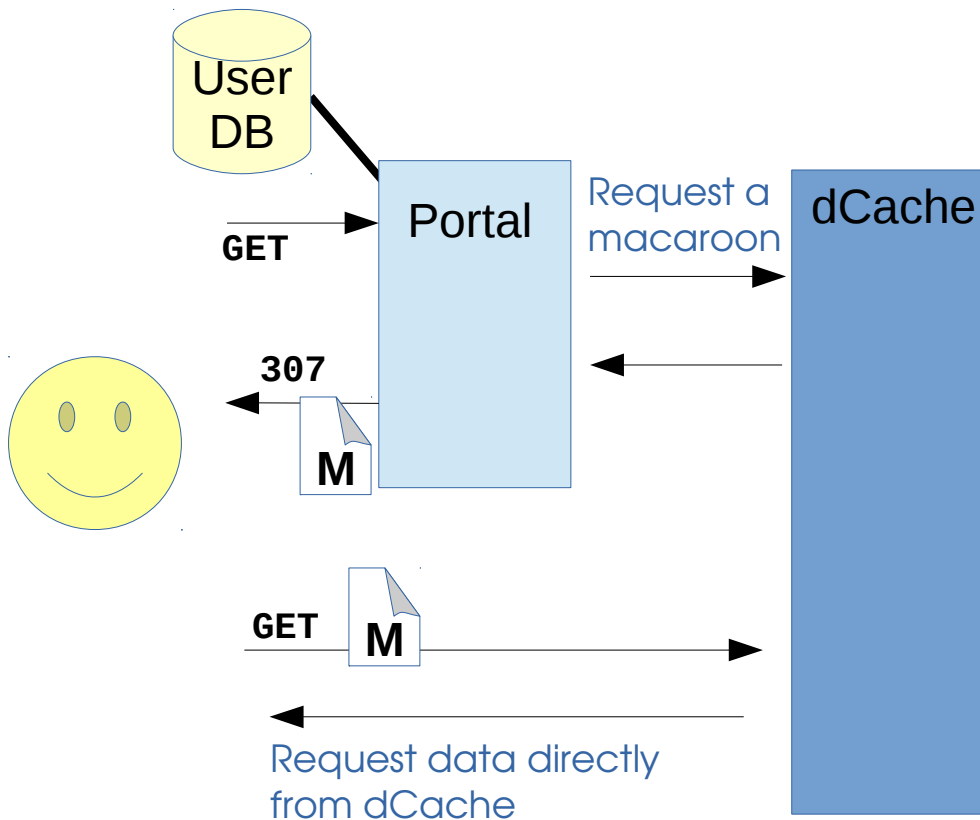 User
DB
Portal
Request a
macaroon
dCache
GET
307
M
GET
M
Request data directly
from dCache